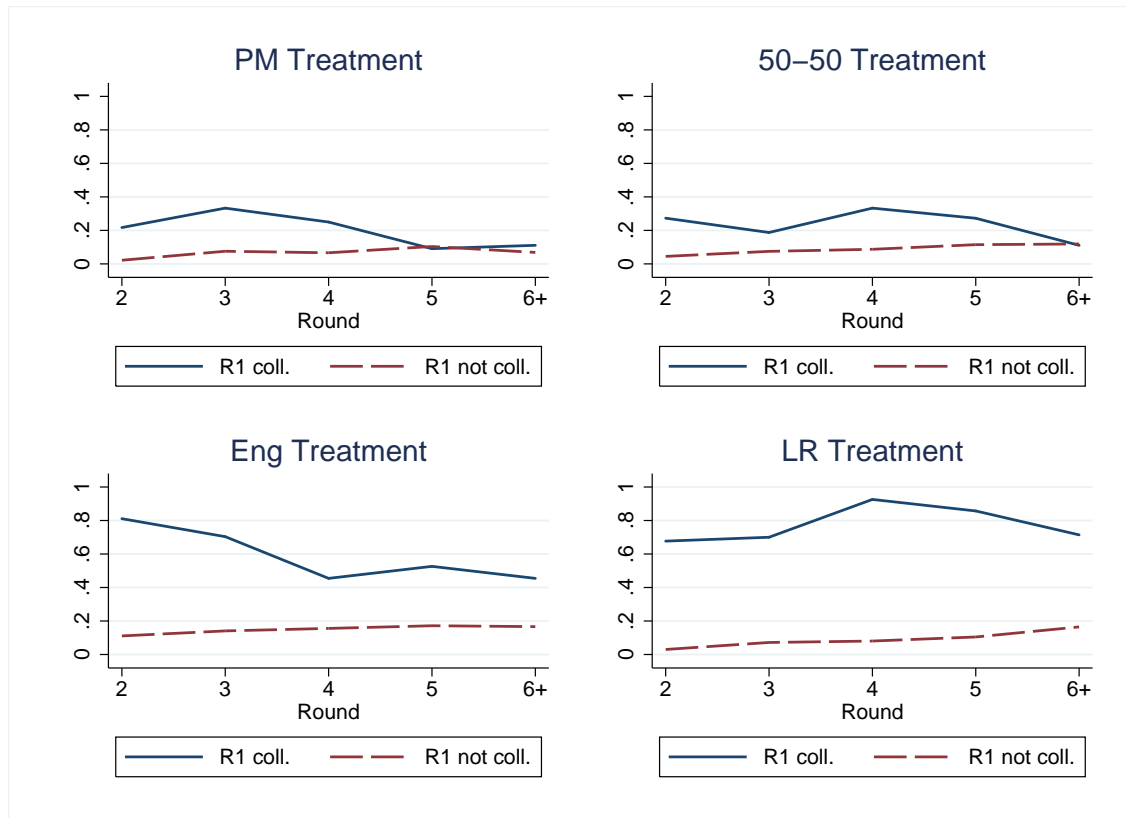 PM Treatment
1
.8
.6
.4
.2
0
2 3 4 5 6+
Round
R1 coll. R1 not coll.
50−50 Treatment
1
.8
.6
.4
.2
0
2 3 4 5 6+
Round
R1 coll. R1 not coll.
Eng Treatment
1
.8
.6
.4
.2
0
2 3 4 5 6+
Round
R1 coll. R1 not coll.
LR Treatment
1
.8
.6
.4
.2
0
2 3 4 5 6+
Round
R1 coll. R1 not coll.